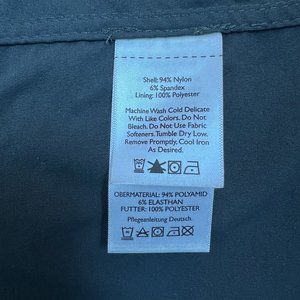 Shell: 94% Nylon
6% Spandex
Lining: 100% Polyester
Machine Wash Cold Delicate
With Like Colors. Do Not
Bleach. Do Not Use Fabric
Softeners. Tumble Dry Low.
Remove Promptly. Cool Iron
As Desired.
OBERMATERIAL: 94% POLYAMID
6% ELASTHAN
FUTTER: 100% POLYESTER
Pflegeanleitung Deutsch.